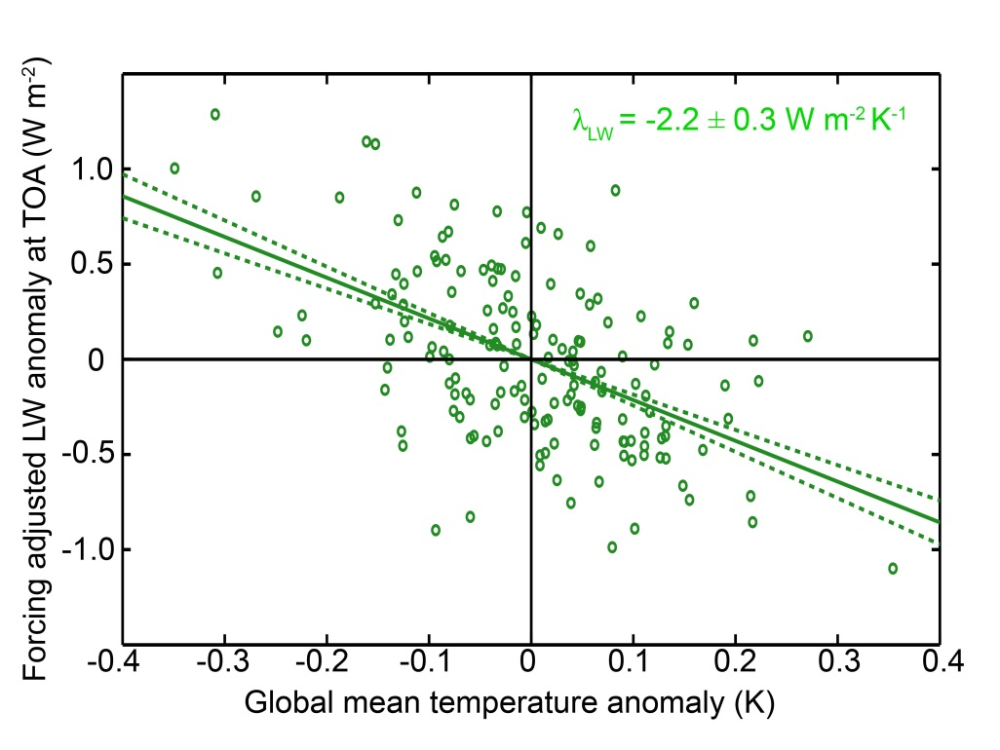 λLW = -2.2 ± 0.3 W m-2 K-1
Forcing adjusted LW anomaly at TOA (W m-2)
1.0
0.5
0
-0.5
-1.0
-0.4 -0.3 -0.2 -0.1 0 0.1 0.2 0.3 0.4
Global mean temperature anomaly (K)